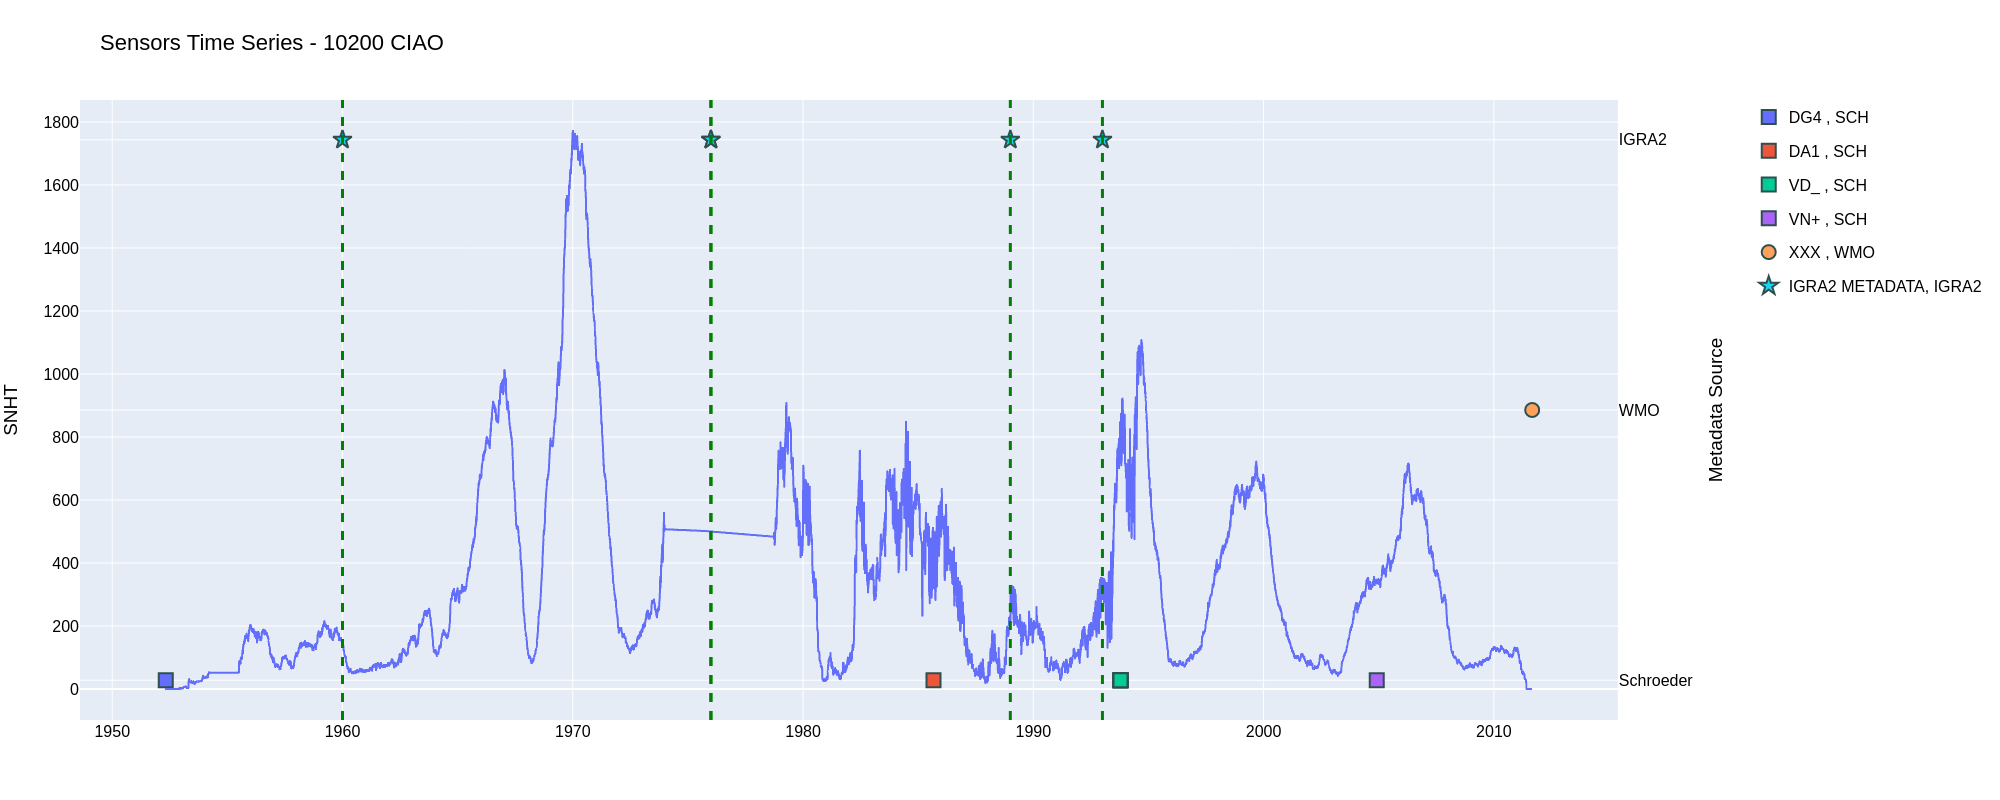 Sensors Time Series - 10200 CIAO
1800
1600
1400
1200
1000
800
600
400
200
0
SNHT
1950
1960
1970
1980
1990
2000
2010
IGRA2
WMO
Schroeder
Metadata Source
DG4 , SCH
DA1 , SCH
VD_ , SCH
VN+ , SCH
XXX , WMO
IGRA2 METADATA, IGRA2